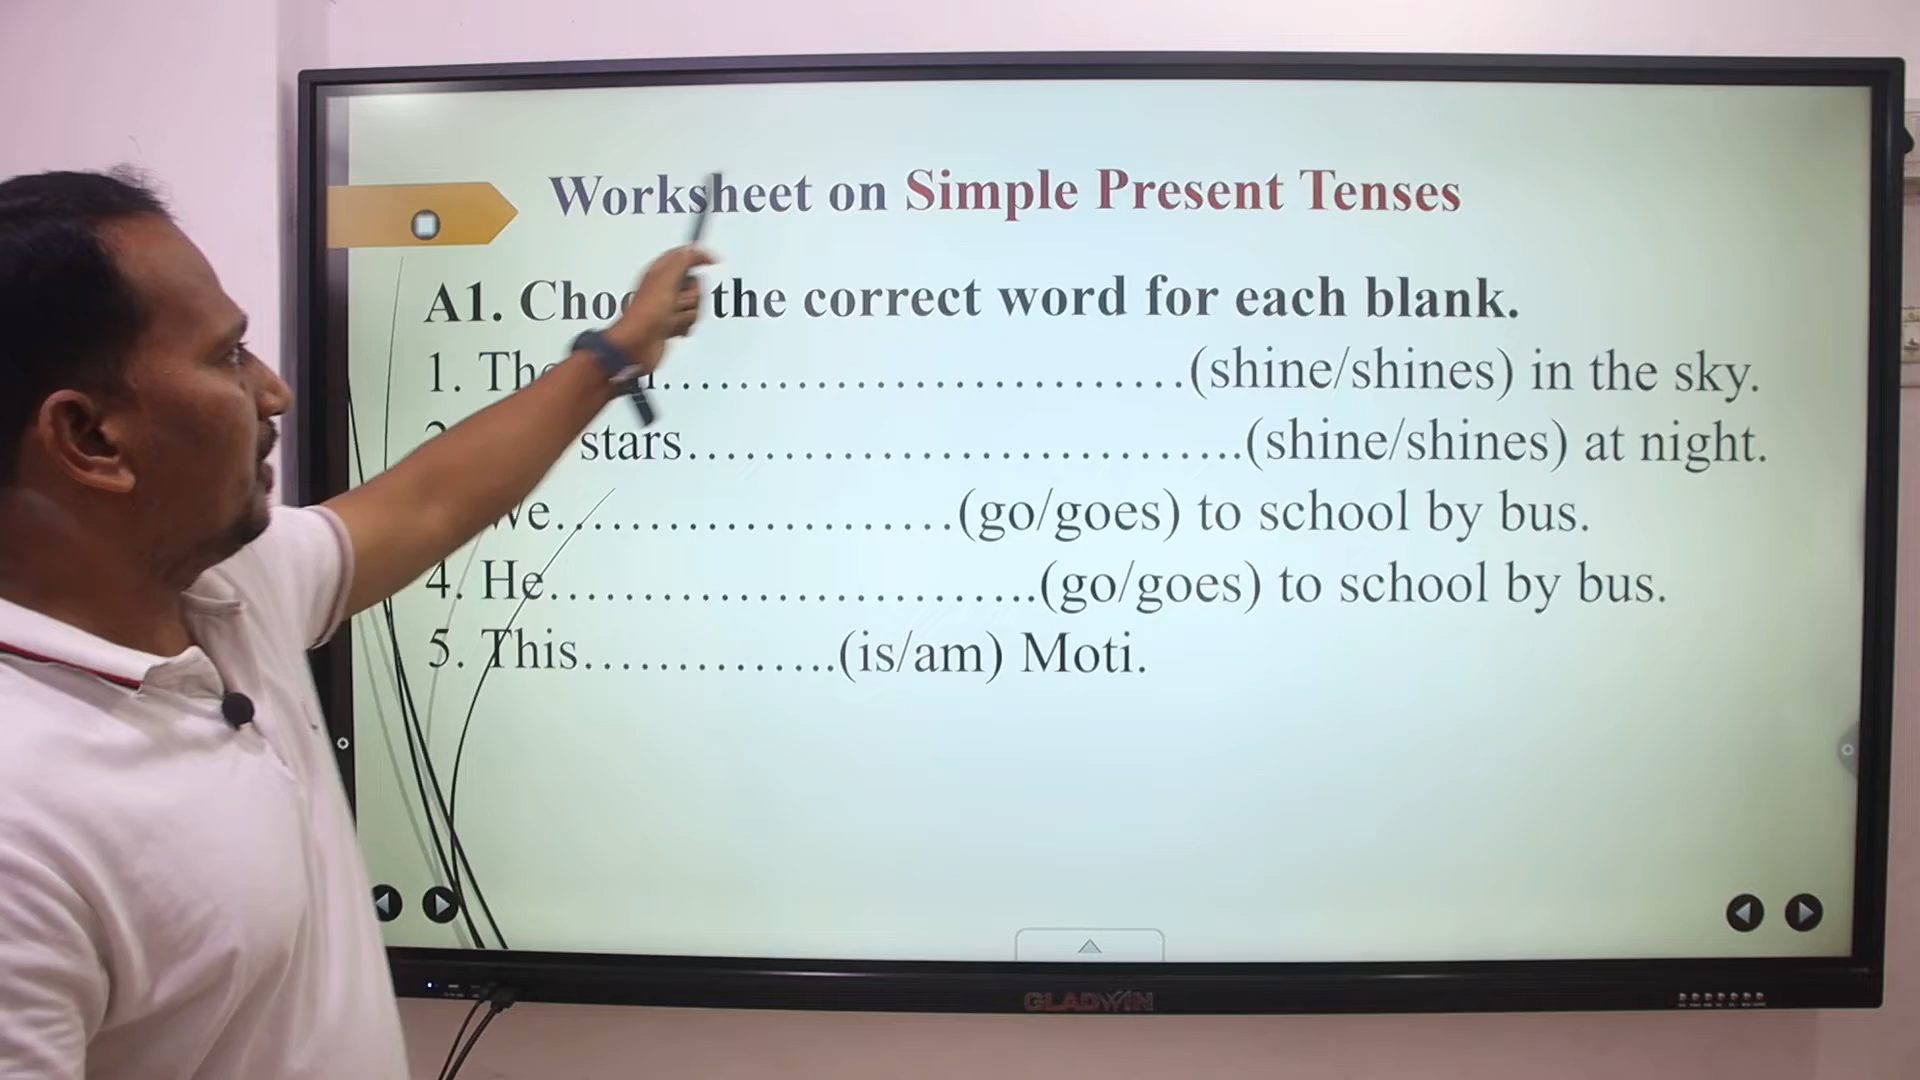 Worksheet on Simple Present Tenses
A1. the correct word for each blank.
1. ………………………(shine/shines) in the sky.
stars………………………..(shine/shines) at night.
We…………………(go/goes) to school by bus.
4. He……………………..(go/goes) to school by bus.
5. This…………..(is/am) Moti.
GLADWIN